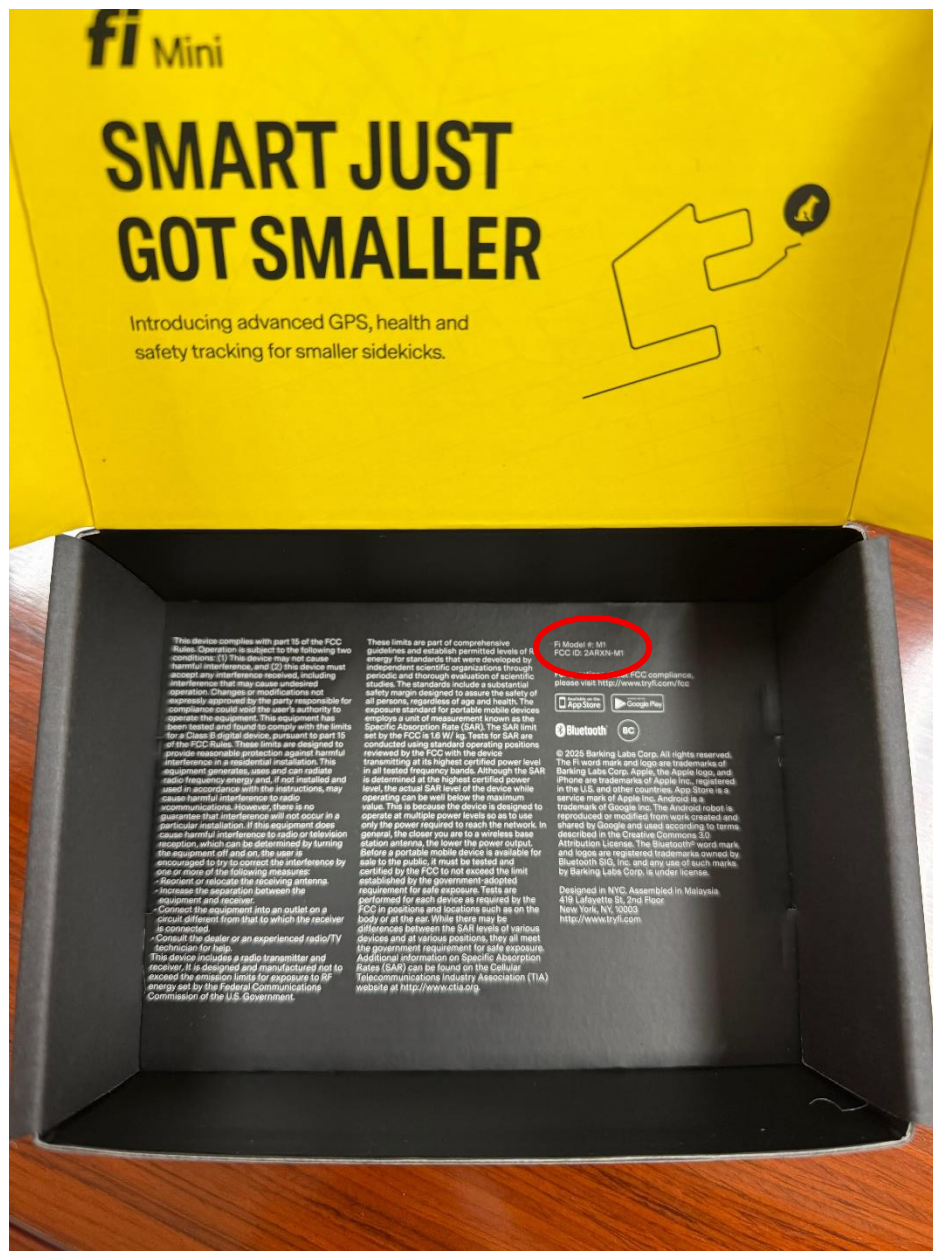 fi Mini
SMART JUST
GOT SMALLER
Introducing advanced GPS, health and
safety tracking for smaller sidekicks.
This device complies with part 15 of the FCC
Rules. Operation is subject to the following two
conditions: (1) This device may not cause
harmful interference, and (2) this device must
accept any interference received, including
interference that may cause undesired
operation. Changes or modifications not
expressly approved by the party responsible for
compliance could void the user's authority to
operate the equipment. This equipment has
been tested and found to comply with the limits
for a Class B digital device, pursuant to part 15
of the FCC Rules. These limits are designed to
provide reasonable protection against harmful
interference in a residential installation. This
equipment generates, uses and can radiate
radio frequency energy and, if not installed and
used in accordance with the instructions, may
cause harmful interference to radio
communications. However, there is no
guarantee that interference will not occur in a
particular installation. If this equipment does
cause harmful interference to radio or television
reception, which can be determined by turning
the equipment off and on, the user is
encouraged to try to correct the interference by
one or more of the following measures:
- Reorient or relocate the receiving antenna.
- Increase the separation between the
equipment and receiver.
- Connect the equipment into an outlet on a
circuit different from that to which the receiver
is connected.
- Consult the dealer or an experienced radio/TV
technician for help.
This device includes a radio transmitter and
receiver. It is designed and manufactured not to
exceed the emission limits for exposure to RF
energy set by the Federal Communications
Commission of the U.S. Government.
These limits are part of comprehensive
guidelines and establish permitted levels of
energy for standards that were developed by
independent scientific organizations through
periodic and thorough evaluation of scientific
studies. The standards include a substantial
safety margin designed to assure the safety of
all persons, regardless of age and health. The
exposure standard for portable mobile devices
employs a unit of measurement known as the
Specific Absorption Rate (SAR). The SAR limit
set by the FCC is 1.6 W/ kg. Tests for SAR are
conducted using standard operating positions
reviewed by the FCC with the device
transmitting at its highest certified power level
in all tested frequency bands. Although the SAR
is determined at the highest certified power
level, the actual SAR level of the device while
operating can be well below the maximum
value. This is because the device is designed to
operate at multiple power levels so as to use
only the power required to reach the network. In
general, the closer you are to a wireless base
station antenna, the lower the power output.
Before a portable mobile device is available for
sale to the public, it must be tested and
certified by the FCC to not exceed the limit
established by the government-adopted
requirement for safe exposure. Tests are
performed for each device as required by the
FCC in positions and locations such as on the
body or at the ear. While there may be
differences between the SAR levels of various
devices and at various positions, they all meet
the government requirement for safe exposure.
Additional information on Specific Absorption
Rates (SAR) can be found on the Cellular
Telecommunications Industry Association (TIA)
website at http://www.ctia.org.
Fi Model #: M1
FCC ID: 2ARXN-M1
FCC compliance,
please visit http://www.tryfi.com/fcc
Available on the
App Store
Google Play
Bluetooth®
BC
© 2025 Barking Labs Corp. All rights reserved.
The Fi word mark and logo are trademarks of
Barking Labs Corp. Apple, the Apple logo, and
iPhone are trademarks of Apple Inc., registered
in the U.S. and other countries. App Store is a
service mark of Apple Inc. Android is a
trademark of Google Inc. The Android robot is
reproduced or modified from work created and
shared by Google and used according to terms
described in the Creative Commons 3.0
Attribution License. The Bluetooth® word mark
and logos are registered trademarks owned by
Bluetooth SIG, Inc. and any use of such marks
by Barking Labs Corp. is under license.
Designed in NYC. Assembled in Malaysia
419 Lafayette St, 2nd Floor
New York, NY, 10003
http://www.tryfi.com